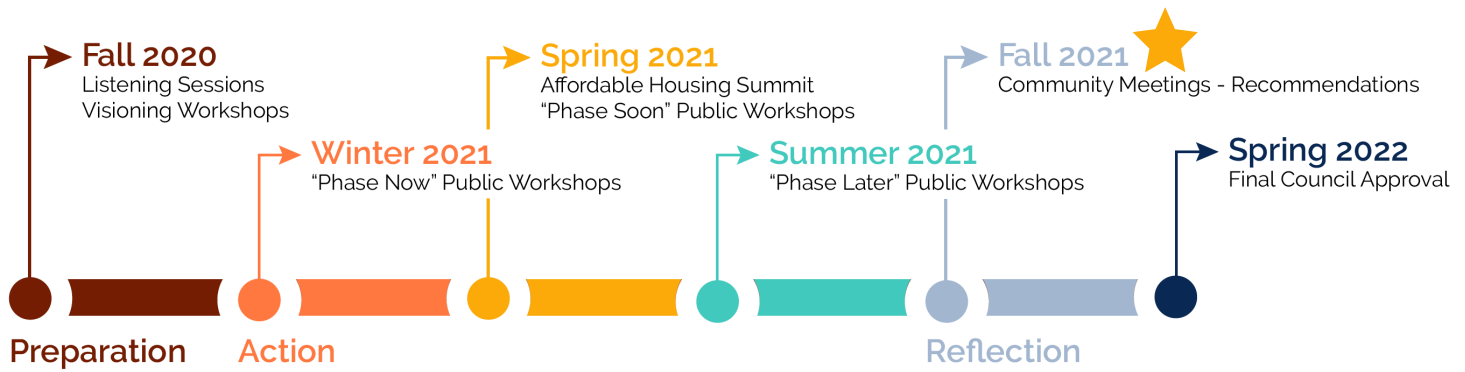 Fall 2020
Listening Sessions
Visioning Workshops
Winter 2021
“Phase Now” Public Workshops
Spring 2021
Affordable Housing Summit
“Phase Soon” Public Workshops
Summer 2021
“Phase Later” Public Workshops
Fall 2021
Community Meetings - Recommendations
Spring 2022
Final Council Approval
Preparation
Action
Reflection